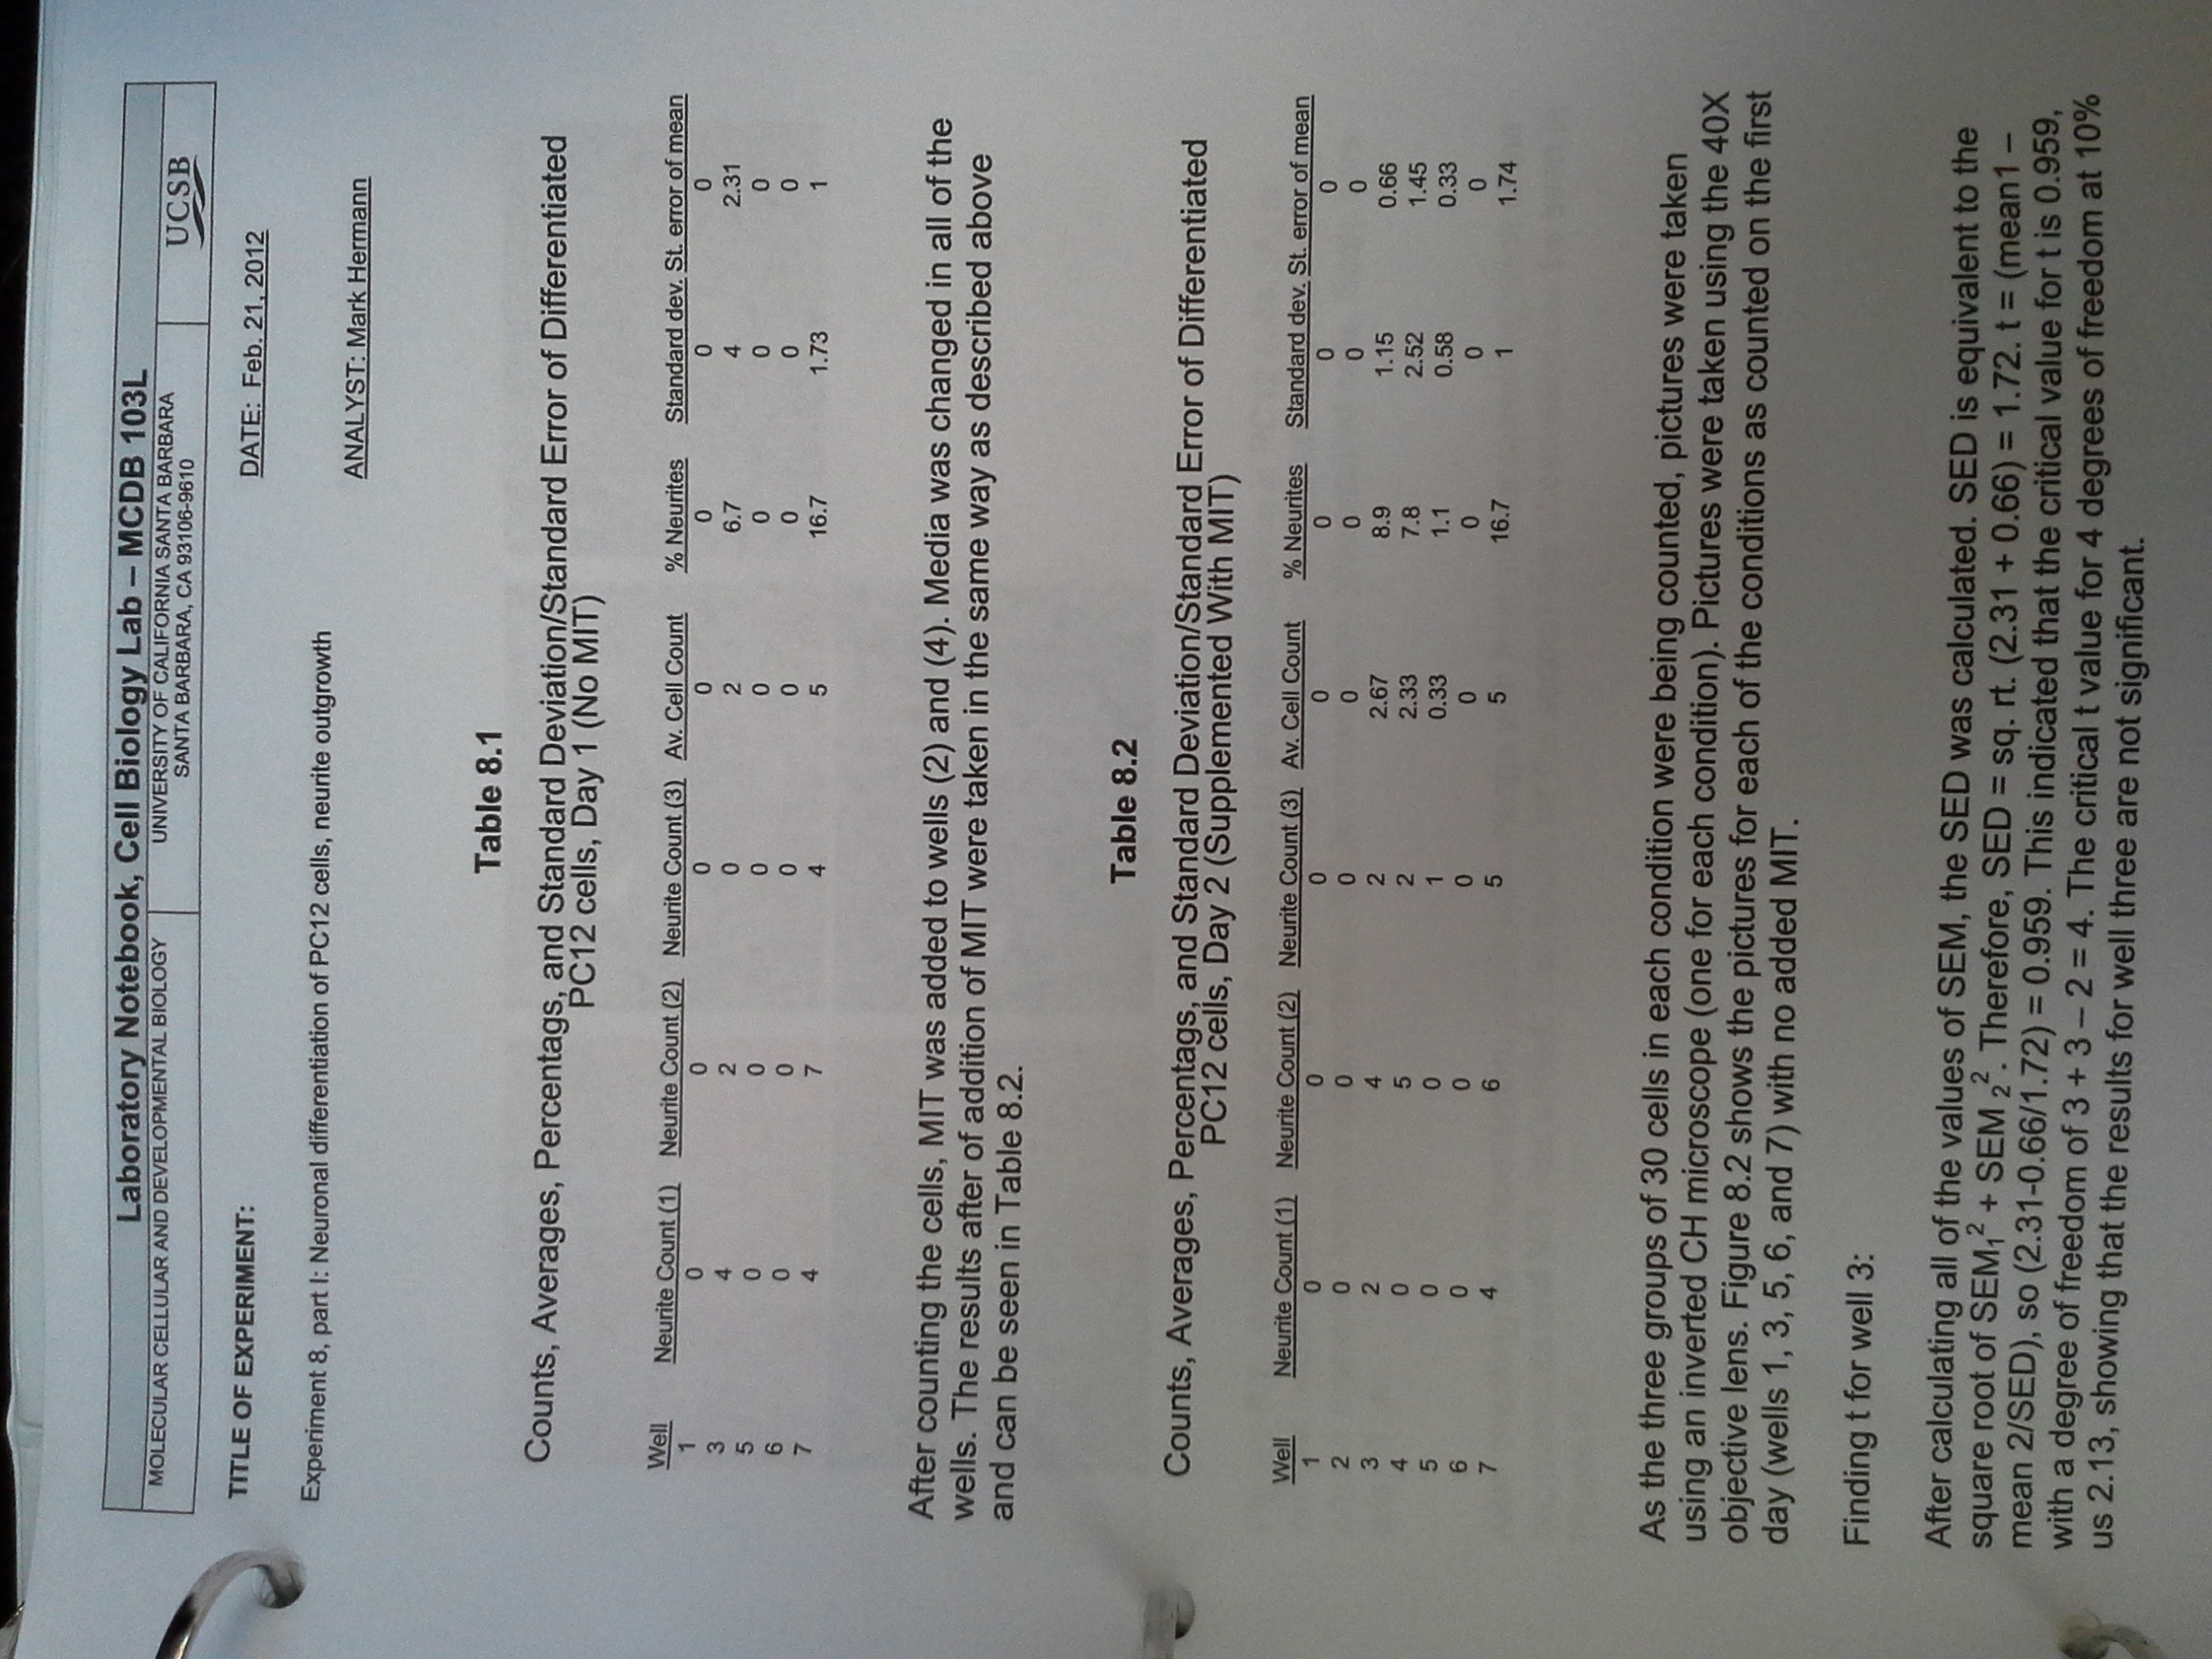 Laboratory Notebook, Cell Biology Lab – MCDB 103L
MOLECULAR CELLULAR AND DEVELOPMENTAL BIOLOGY
UNIVERSITY OF CALIFORNIA SANTA BARBARA
SANTA BARBARA, CA 93106-9610
UCSB
TITLE OF EXPERIMENT:
DATE: Feb. 21, 2012
Experiment 8, part I: Neuronal differentiation of PC12 cells, neurite outgrowth
ANALYST: Mark Hermann
Table 8.1
Counts, Averages, Percentags, and Standard Deviation/Standard Error of Differentiated
PC12 cells, Day 1 (No MIT)
Well Neurite Count (1) Neurite Count (2) Neurite Count (3) Av. Cell Count % Neurites Standard dev. St. error of mean
1 0 0 0 0 0 0 0
3 4 2 0 2 6.7 4 2.31
5 0 0 0 0 0 0 0
6 0 0 0 0 0 0 0
7 4 7 4 5 16.7 1.73 1
After counting the cells, MIT was added to wells (2) and (4). Media was changed in all of the
wells. The results after of addition of MIT were taken in the same way as described above
and can be seen in Table 8.2.
Table 8.2
Counts, Averages, Percentags, and Standard Deviation/Standard Error of Differentiated
PC12 cells, Day 2 (Supplemented With MIT)
Well Neurite Count (1) Neurite Count (2) Neurite Count (3) Av. Cell Count % Neurites Standard dev. St. error of mean
1 0 0 0 0 0 0 0
2 0 0 0 0 0 0 0
3 2 4 2 2.67 8.9 1.15 0.66
4 0 5 2 2.33 7.8 2.52 1.45
5 0 0 1 0.33 1.1 0.58 0.33
6 0 0 0 0 0 0 0
7 4 6 5 5 16.7 1 1.74
As the three groups of 30 cells in each condition were being counted, pictures were taken
using an inverted CH microscope (one for each condition). Pictures were taken using the 40X
objective lens. Figure 8.2 shows the pictures for each of the conditions as counted on the first
day (wells 1, 3, 5, 6, and 7) with no added MIT.
Finding t for well 3:
After calculating all of the values of SEM, the SED was calculated. SED is equivalent to the
square root of SEM₁² + SEM ₂². Therefore, SED = sq. rt. (2.31 + 0.66) = 1.72. t = (mean1 –
mean 2/SED), so (2.31-0.66/1.72) = 0.959. This indicated that the critical value for t is 0.959,
with a degree of freedom of 3 + 3 – 2 = 4. The critical t value for 4 degrees of freedom at 10%
us 2.13, showing that the results for well three are not significant.